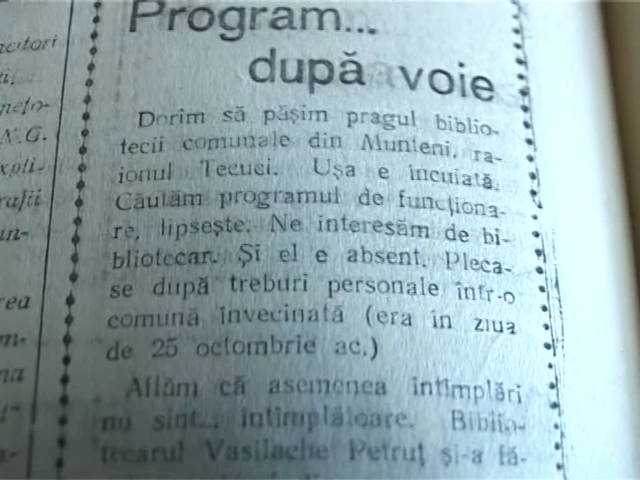 Program...
după voie
Dorim să pășim pragul biblio-
tecii comunale din Munteni, ra-
ionul Tecuci. Ușa e încuiată.
Căutăm programul de funcționa-
re, lipsește. Ne interesăm de bi-
bliotecar. Și el e absent. Pleca-
se după treburi personale într-o
comună învecinată (era în ziua
de 25 octombrie ac.)
Aflăm că asemenea întîmplări
nu sînt... întîmplătoare. Biblio-
tecarul Vasilache Petruț și-a fă-
N.G.
rea
un-